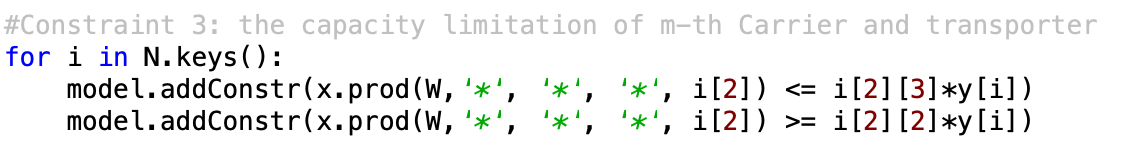 #Constraint 3: the capacity limitation of m-th Carrier and transporter
for i in N.keys():
    model.addConstr(x.prod(W,'*', '*', '*', i[2]) <= i[2][3]*y[i])
    model.addConstr(x.prod(W,'*', '*', '*', i[2]) >= i[2][2]*y[i])